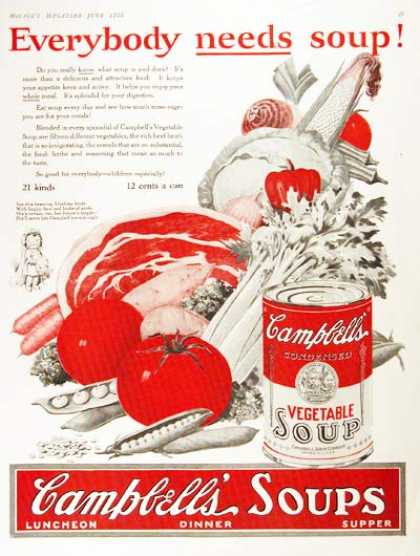 McCall's Magazine June 1925
Everybody needs soup!
Do you really know what soup is and does? It's
more than a delicious and attractive food. It keeps
your appetite keen and active. It helps you enjoy your
whole meal. It's splendid for your digestion.
Eat soup every day and see how much more eager
you are for your meals!
Blended in every spoonful of Campbell's Vegetable
Soup are fifteen different vegetables, the rich beef broth
that is so invigorating, the cereals that are so substantial,
the fresh herbs and seasoning that mean so much to
the taste.
So good for everybody—children especially!
21 kinds 12 cents a can
Campbell's
CONDENSED
VEGETABLE
SOUP
CAMPBELL SOUP COMPANY
Campbell's SOUPS
LUNCHEON DINNER SUPPER